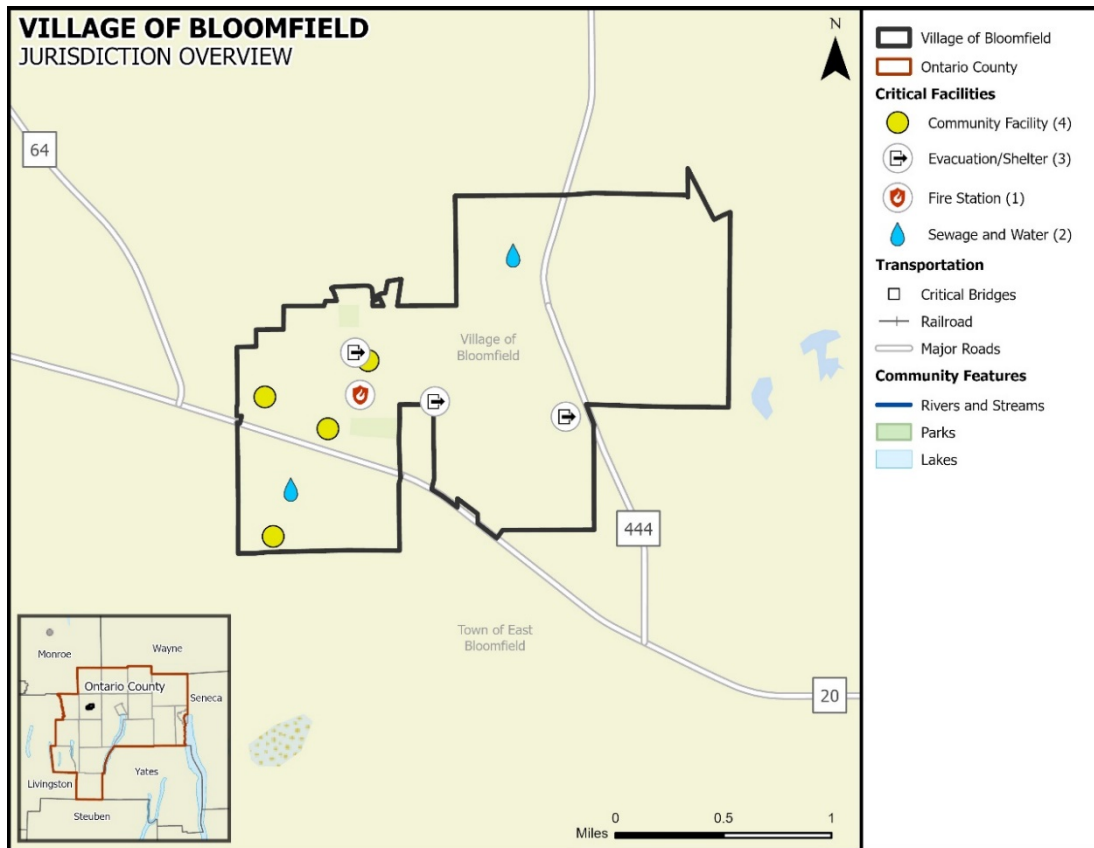 VILLAGE OF BLOOMFIELD
JURISDICTION OVERVIEW
N
64
Village of
Bloomfield
444
Town of East
Bloomfield
20
Monroe
Wayne
Ontario County
Seneca
Livingston
Yates
Steuben
0
0.5
1
Miles
Village of Bloomfield
Ontario County
Critical Facilities
Community Facility (4)
Evacuation/Shelter (3)
Fire Station (1)
Sewage and Water (2)
Transportation
Critical Bridges
Railroad
Major Roads
Community Features
Rivers and Streams
Parks
Lakes